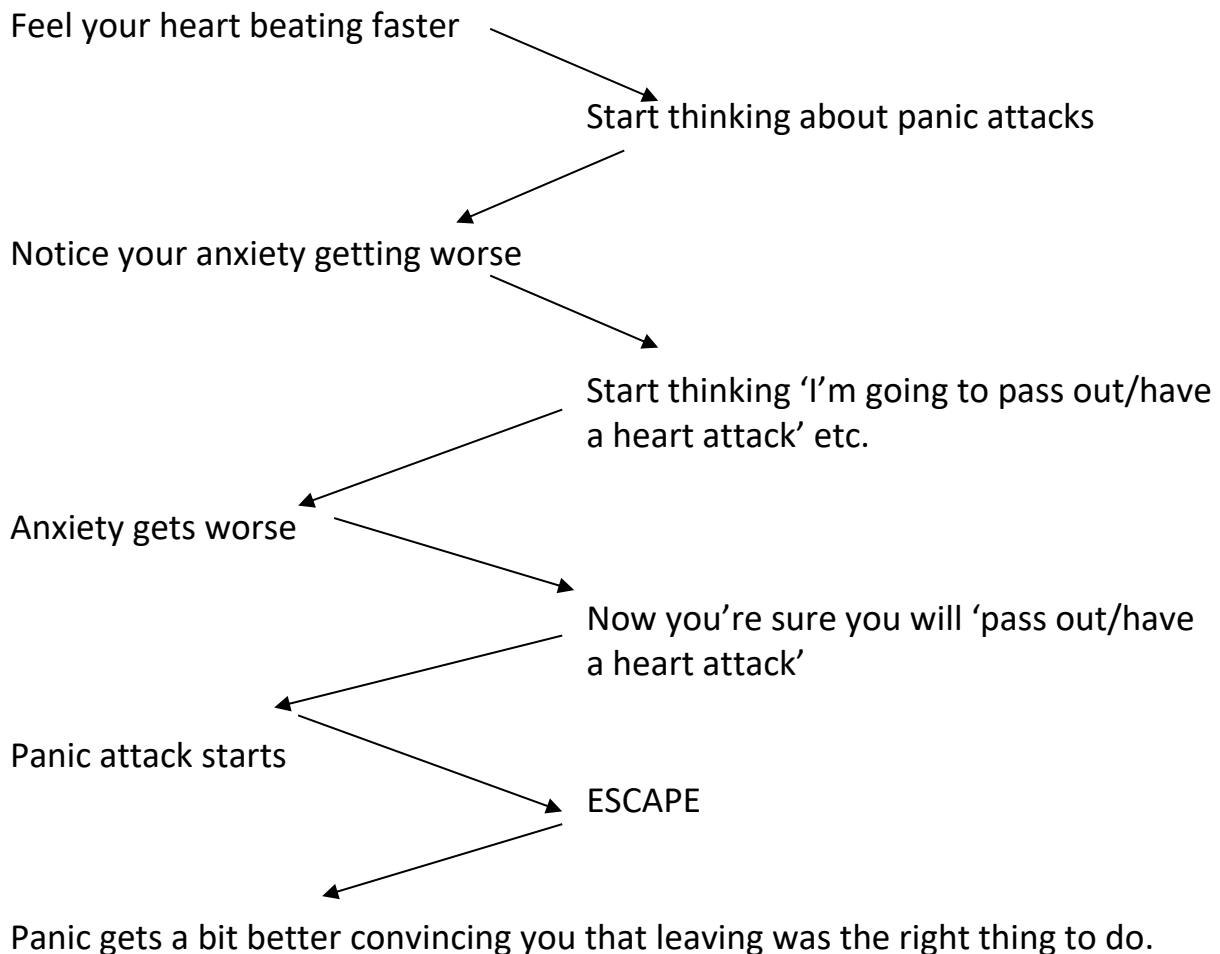 Feel your heart beating faster
Start thinking about panic attacks
Notice your anxiety getting worse
Start thinking ‘I’m going to pass out/have
a heart attack’ etc.
Anxiety gets worse
Now you’re sure you will ‘pass out/have
a heart attack’
Panic attack starts
ESCAPE
Panic gets a bit better convincing you that leaving was the right thing to do.